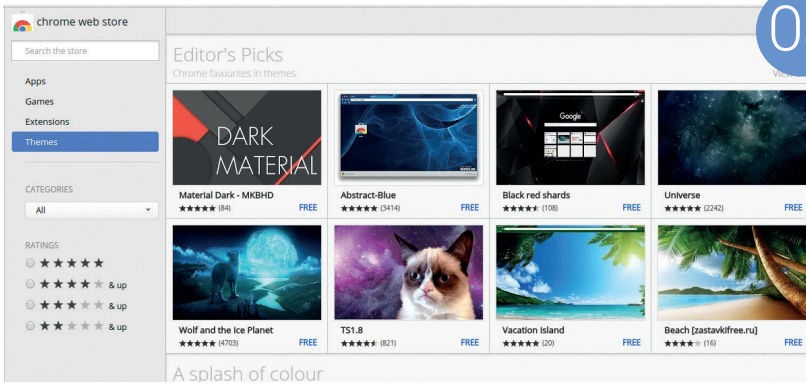 chrome web store
Search the store
Apps
Games
Extensions
Themes
CATEGORIES
All
RATINGS
& up
& up
& up
Editor's Picks
Chrome favourites in themes
DARK
MATERIAL
Google
Material Dark - MKBHD
(84) FREE
Abstract-Blue
(3414) FREE
Black red shards
(108) FREE
Universe
(2242) FREE
Wolf and the Ice Planet
(4703) FREE
TS1.8
(821) FREE
Vacation Island
(20) FREE
Beach [zastavkifree.ru]
(16) FREE
A splash of colour